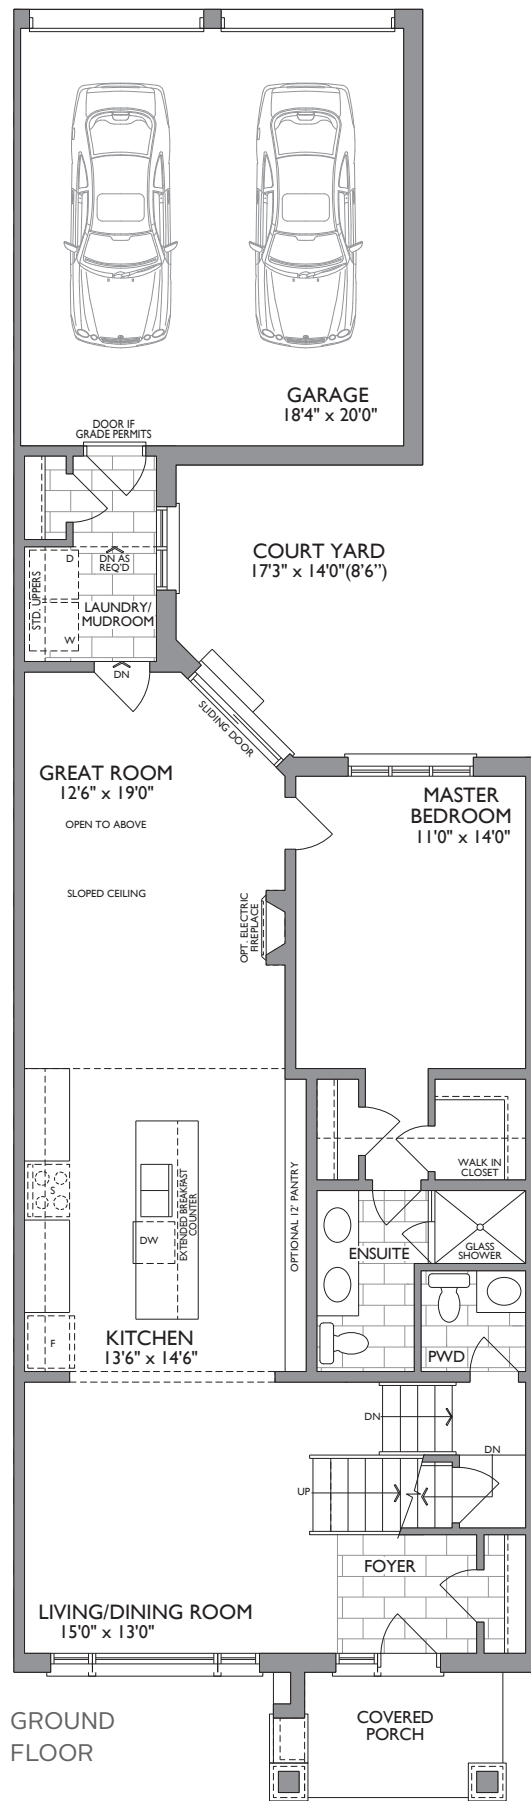 GARAGE
18'4" x 20'0"
DOOR IF
GRADE PERMITS
COURT YARD
17'3" x 14'0"(8'6”)
D
DN AS
REQ'D
STD. UPPERS
LAUNDRY/
MUDROOM
W
DN
SLIDING DOOR
GREAT ROOM
12'6" x 19'0"
OPEN TO ABOVE
SLOPED CEILING
MASTER
BEDROOM
11'0" x 14'0"
OPT. ELECTRIC
FIREPLACE
WALK IN
CLOSET
S
EXTENDED BREAKFAST
COUNTER
DW
OPTIONAL 12' PANTRY
ENSUITE
GLASS
SHOWER
F
KITCHEN
13'6" x 14'6"
PWD
DN
DN
UP
FOYER
LIVING/DINING ROOM
15'0" x 13'0"
COVERED
PORCH
GROUND
FLOOR